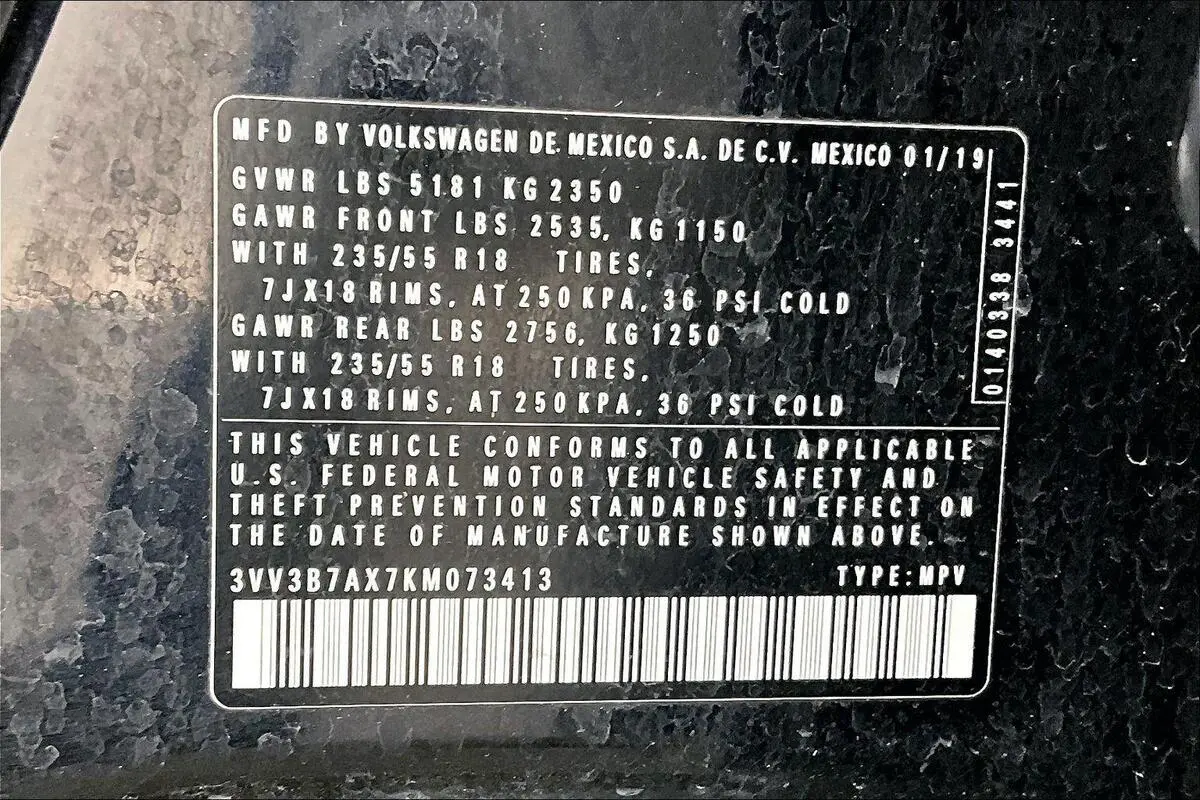 MFD BY VOLKSWAGEN DE MEXICO S.A. DE C.V. MEXICO 01/19
GVWR LBS 5181 KG 2350
GAWR FRONT LBS 2535, KG 1150
WITH 235/55 R18 TIRES,
7J X18 RIMS, AT 250 KPA, 36 PSI COLD
GAWR REAR LBS 2756, KG 1250
WITH 235/55 R18 TIRES,
7J X18 RIMS, AT 250 KPA, 36 PSI COLD
0140338 3441
THIS VEHICLE CONFORMS TO ALL APPLICABLE
U.S. FEDERAL MOTOR VEHICLE SAFETY AND
THEFT PREVENTION STANDARDS IN EFFECT ON
THE DATE OF MANUFACTURE SHOWN ABOVE.
3VV3B7AX7KM073413 TYPE: MPV